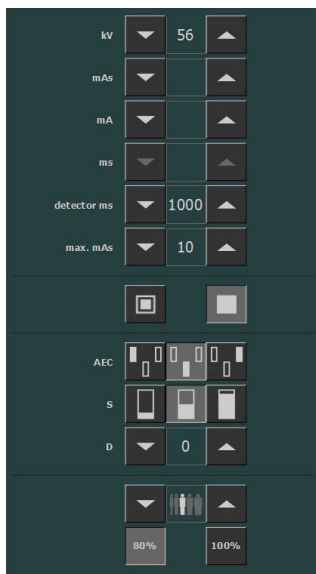 kV 56
mAs
mA
ms
detector ms 1000
max. mAs 10
AEC
S
D 0
80% 100%